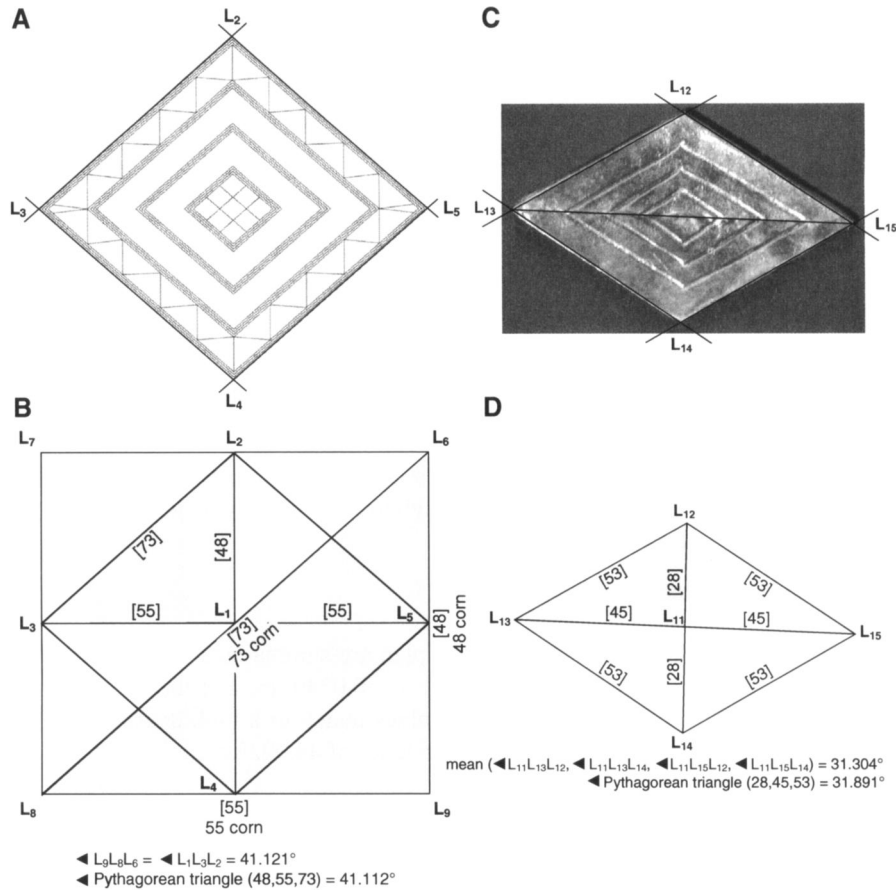 A
L₂
L₃
L₅
L₄
C
L₁₂
L₁₃
L₁₅
L₁₄
B
L₇
L₂
L₆
[73]
[48]
[55]
L₁
[55]
L₃
L₅
[73]
73 corn
[48]
48 corn
L₄
L₈
[55]
L₉
55 corn
◄ L₉L₈L₆ = ◄ L₁L₃L₂ = 41.121°
◄ Pythagorean triangle (48,55,73) = 41.112°
D
L₁₂
[53]
[28]
[53]
L₁₃
[45]
L₁₁
[45]
L₁₅
[53]
[28]
[53]
L₁₄
mean (◄L₁₁L₁₃L₁₂, ◄L₁₁L₁₃L₁₄, ◄L₁₁L₁₅L₁₂, ◄L₁₁L₁₅L₁₄) = 31.304°
◄ Pythagorean triangle (28,45,53) = 31.891°